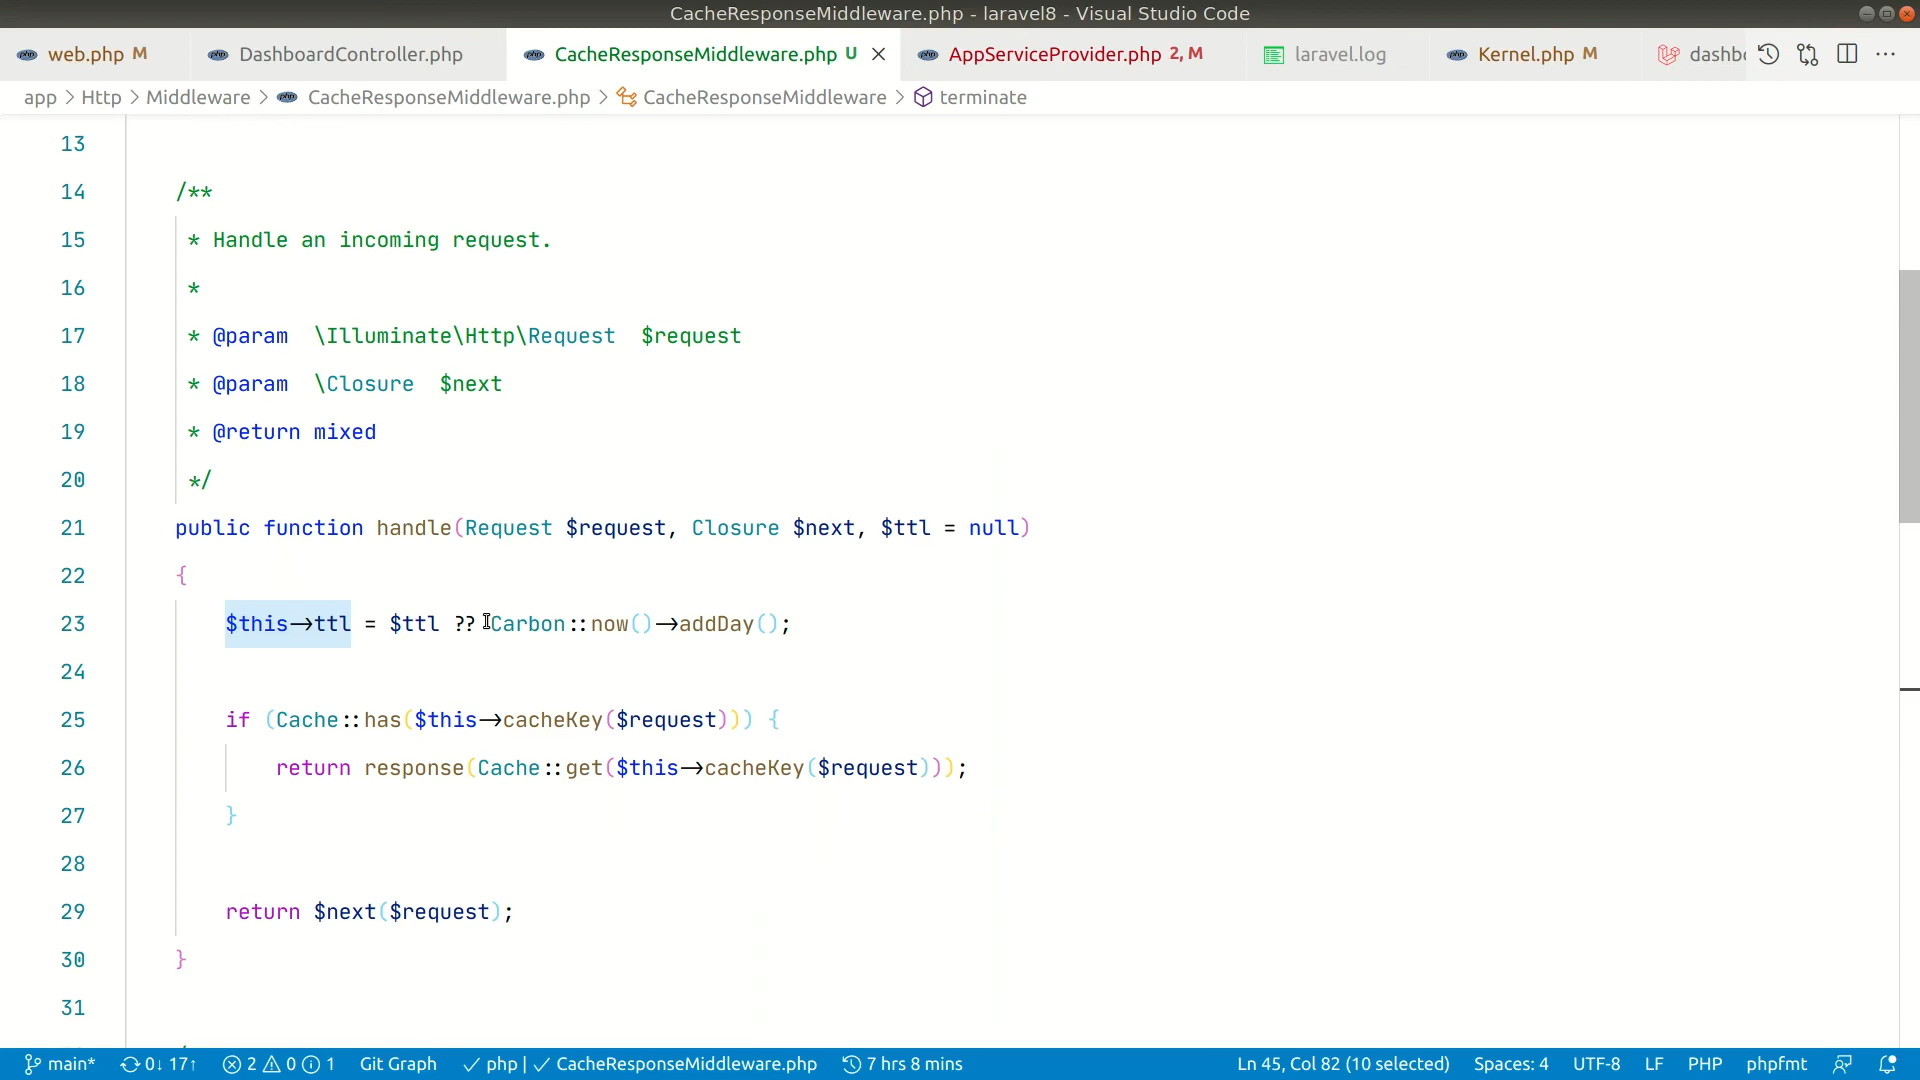 CacheResponseMiddleware.php - laravel8 - Visual Studio Code
web.php M DashboardController.php CacheResponseMiddleware.php U AppServiceProvider.php 2, M laravel.log Kernel.php M dashb
app > Http > Middleware > CacheResponseMiddleware.php > CacheResponseMiddleware > terminate
13
14 /**
15 * Handle an incoming request.
16 *
17 * @param \Illuminate\Http\Request $request
18 * @param \Closure $next
19 * @return mixed
20 */
21 public function handle(Request $request, Closure $next, $ttl = null)
22 {
23 $this->ttl = $ttl ?? Carbon::now()->addDay();
24
25 if (Cache::has($this->cacheKey($request))) {
26 return response(Cache::get($this->cacheKey($request)));
27 }
28
29 return $next($request);
30 }
31
main* 0↓ 17↑ 2 0 1 Git Graph ✓ php | ✓ CacheResponseMiddleware.php 7 hrs 8 mins Ln 45, Col 82 (10 selected) Spaces: 4 UTF-8 LF PHP phpfmt